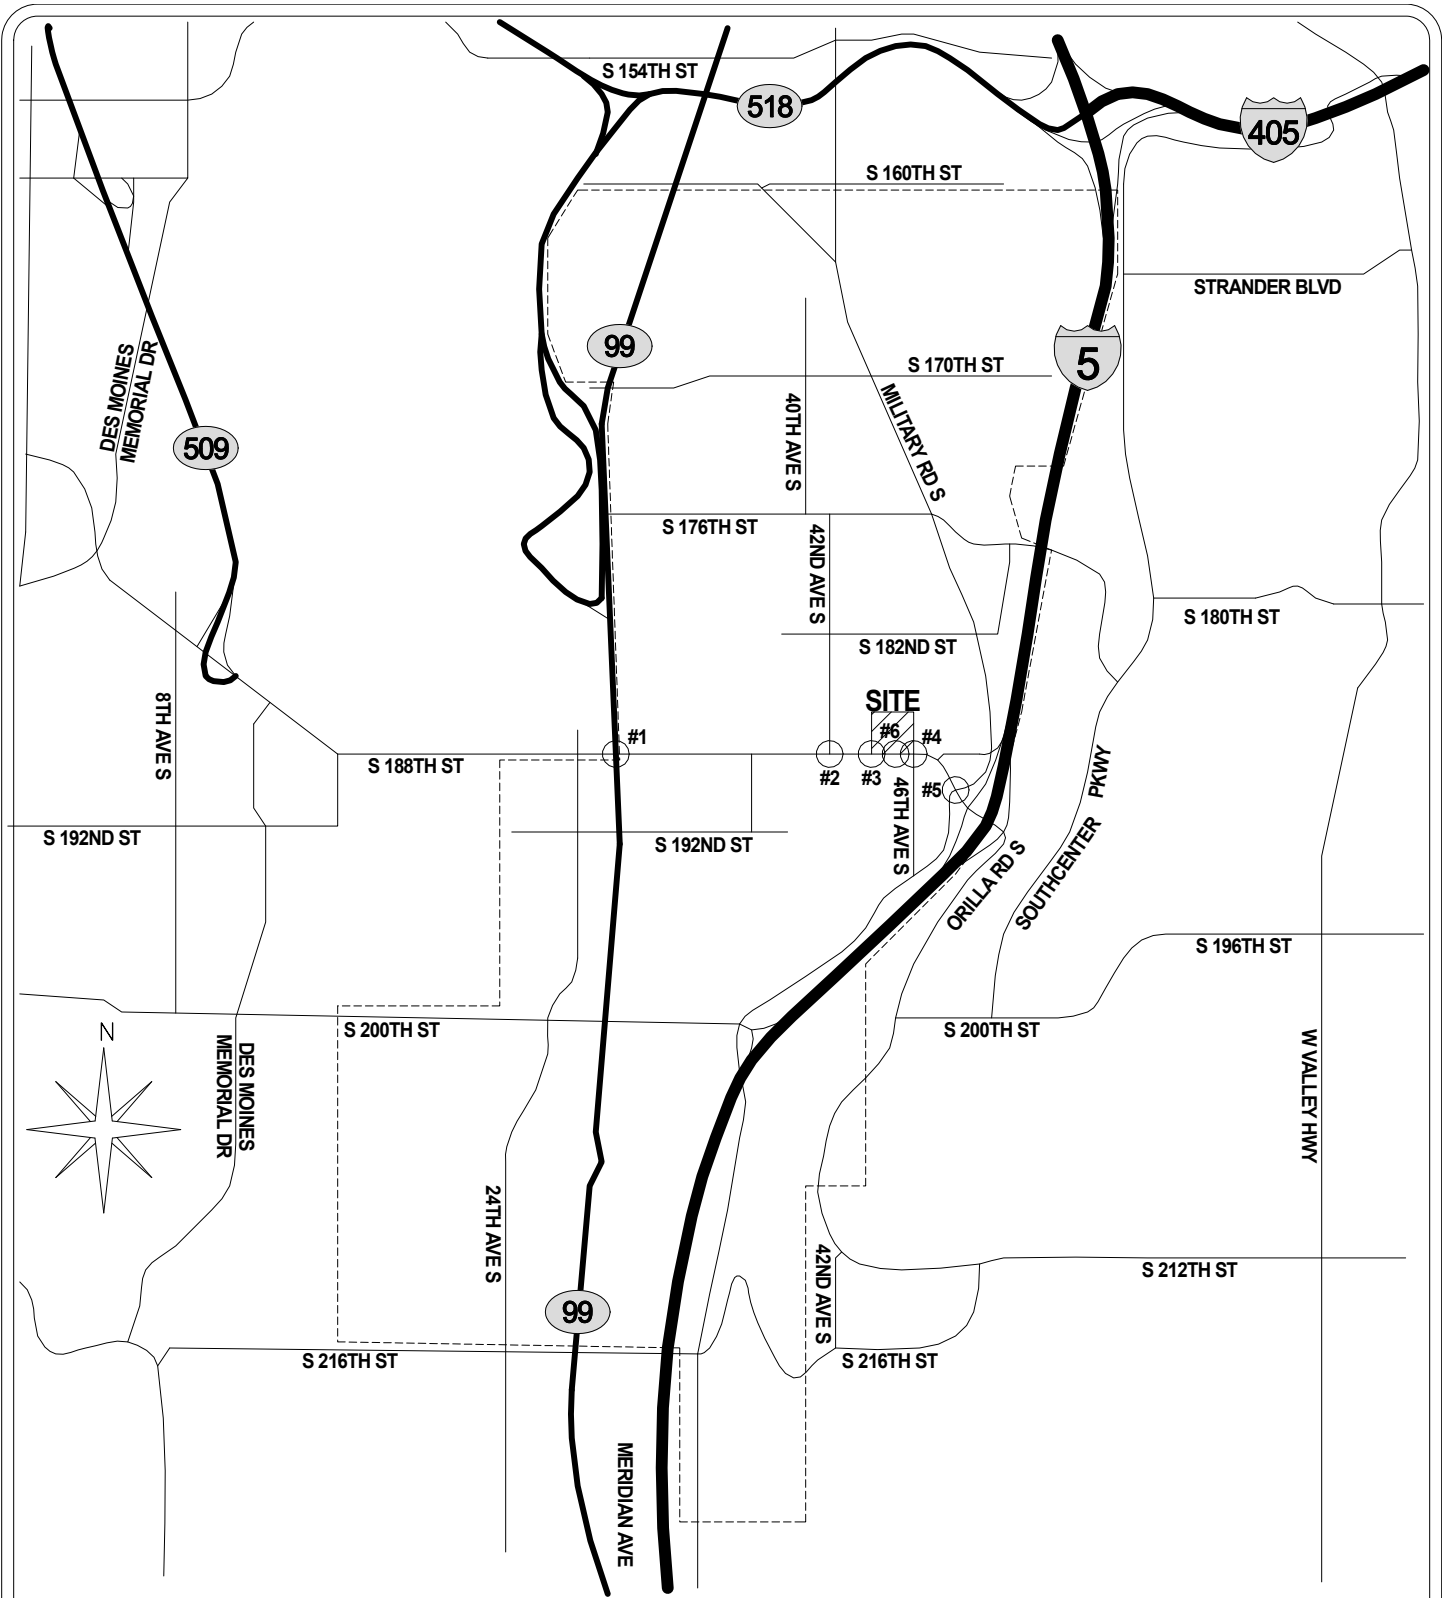 S 154TH ST
518
405
S 160TH ST
STRANDER BLVD
99
5
S 170TH ST
DES MOINES
MEMORIAL DR
509
40TH AVE S
MILITARY RD S
S 176TH ST
42ND AVE S
S 180TH ST
S 182ND ST
SITE
8TH AVE S
#1
#6
#4
S 188TH ST
#2
#3
#5
46TH AVE S
SOUTHCENTER PKWY
S 192ND ST
S 192ND ST
ORILLA RD S
S 196TH ST
N
S 200TH ST
S 200TH ST
DES MOINES
MEMORIAL DR
W VALLEY HWY
24TH AVE S
42ND AVE S
S 212TH ST
99
S 216TH ST
S 216TH ST
MERIDIAN AVE